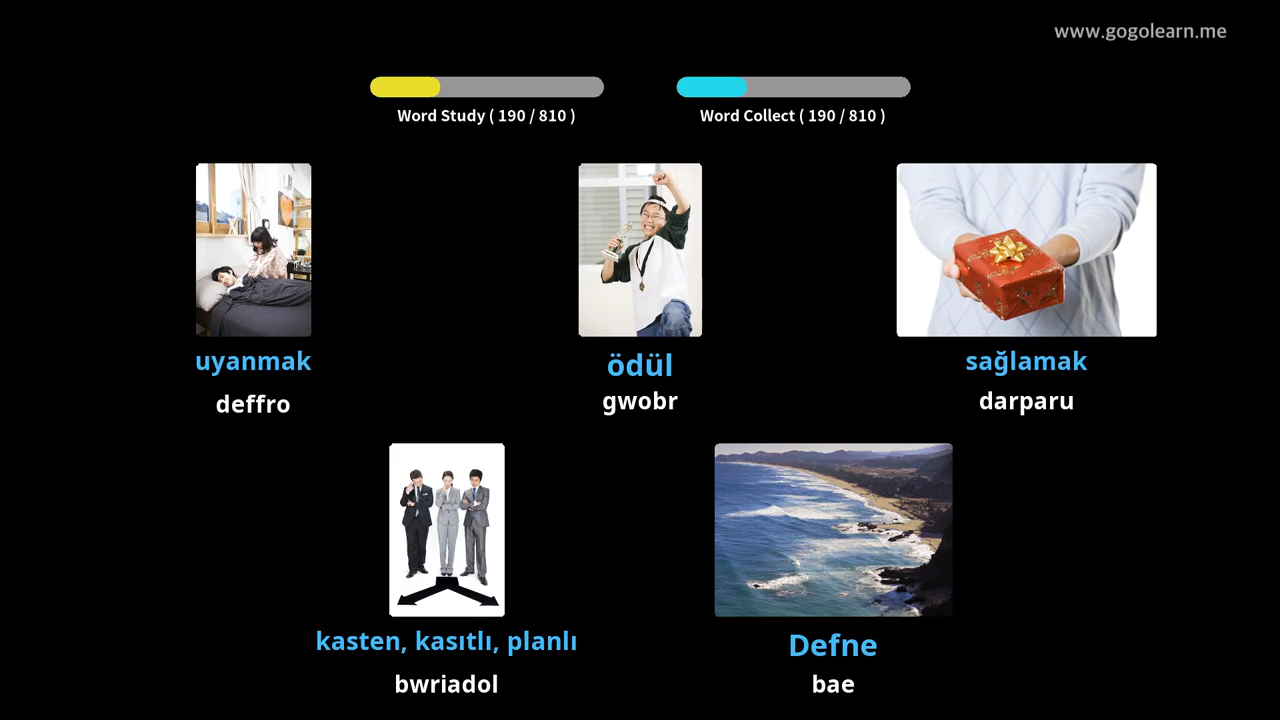 www.gogolearn.me
Word Study ( 190 / 810 )
Word Collect ( 190 / 810 )
uyanmak
deffro
ödül
gwobr
sağlamak
darparu
kasten, kasıtlı, planlı
bwriadol
Defne
bae